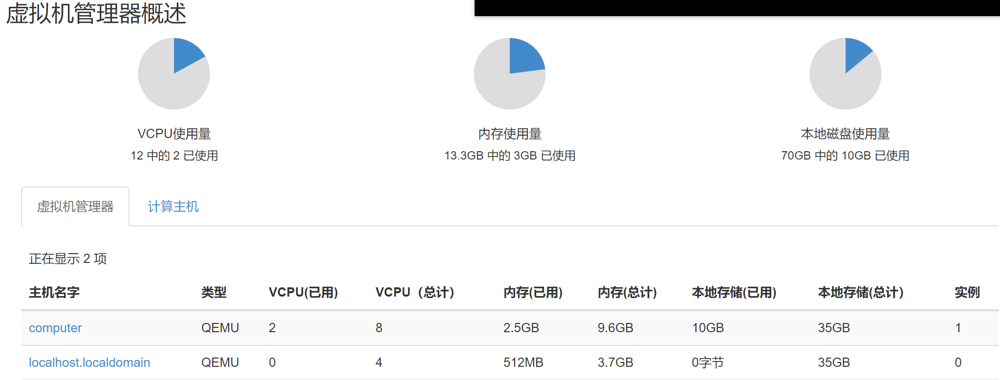 虚拟机管理器概述
VCPU使用量 内存使用量 本地磁盘使用量
12 中的 2 已使用 13.3GB 中的 3GB 已使用 70GB 中的 10GB 已使用
虚拟机管理器 计算主机
正在显示 2 项
主机名字 类型 VCPU(已用) VCPU（总计） 内存(已用) 内存(总计) 本地存储(已用) 本地存储(总计） 实例
computer QEMU 2 8 2.5GB 9.6GB 10GB 35GB 1
localhost.localdomain QEMU 0 4 512MB 3.7GB 0字节 35GB 0